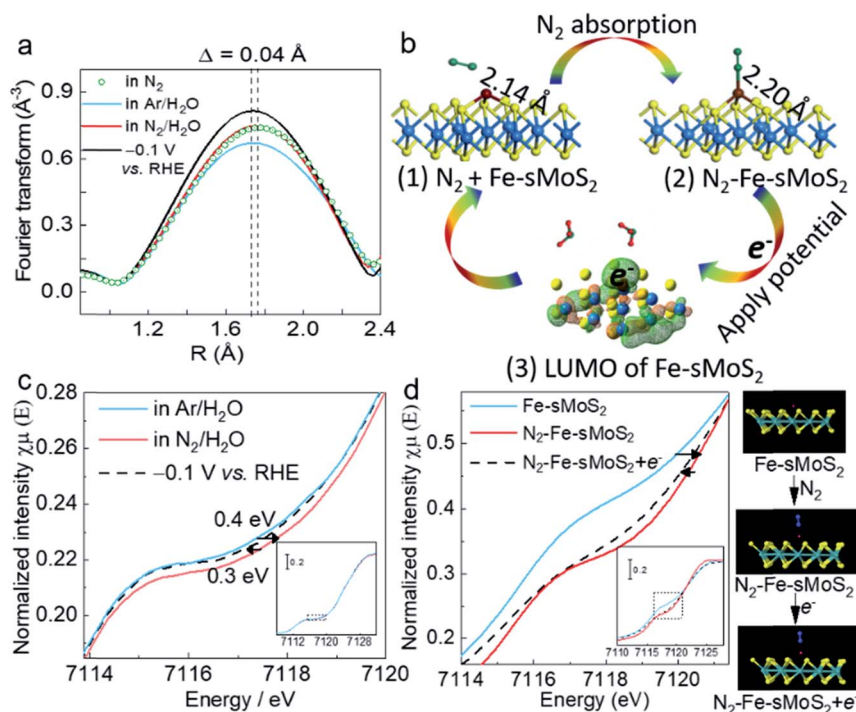 a
Δ = 0.04 Å
in N₂
in Ar/H₂O
in N₂/H₂O
−0.1 V
vs. RHE
Fourier transform (Å⁻³)
0.9
0.6
0.3
0.0
1.2 1.6 2.0 2.4
R (Å)
b
N₂ absorption
2.14 Å
2.20 Å
(1) N₂ + Fe-sMoS₂
(2) N₂-Fe-sMoS₂
e⁻
e⁻
Apply potential
(3) LUMO of Fe-sMoS₂
c
in Ar/H₂O
in N₂/H₂O
−0.1 V vs. RHE
Normalized intensity χμ (E)
0.28
0.26
0.24
0.22
0.20
0.4 eV
0.3 eV
0.2
7112 7120 7128
7114 7116 7118 7120
Energy / eV
d
Fe-sMoS₂
N₂-Fe-sMoS₂
N₂-Fe-sMoS₂+e⁻
Normalized intensity χμ (E)
0.5
0.4
0.3
0.2
0.2
7110 7115 7120 7125
7114 7116 7118 7120
Energy (eV)
Fe-sMoS₂
N₂
N₂-Fe-sMoS₂
e⁻
N₂-Fe-sMoS₂+e⁻